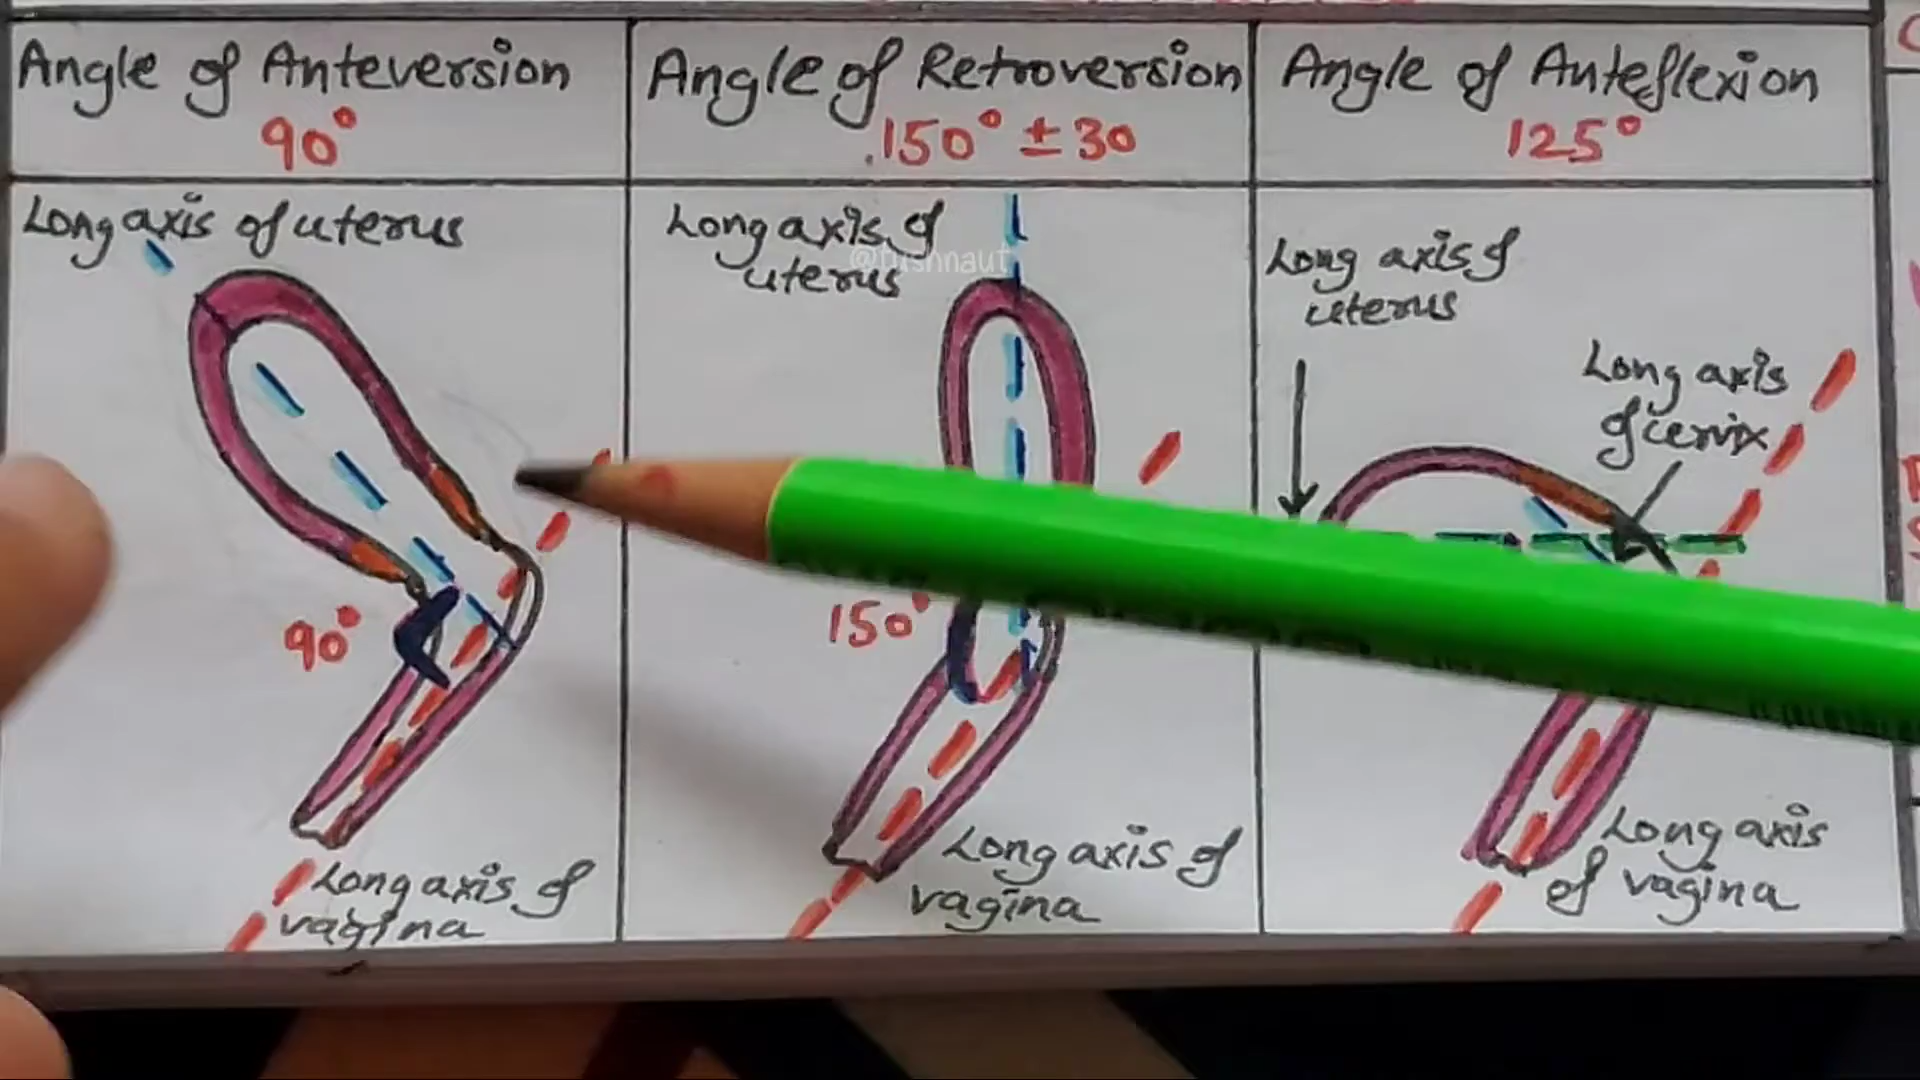 Angle of Anteversion
90°
Angle of Retroversion
150° ± 30
Angle of Anteflexion
125°
Long axis of uterus
90°
Long axis of
vagina
Long axis of
uterus
150°
Long axis of
vagina
Long axis of
uterus
Long axis
of cervix
Long axis
of vagina